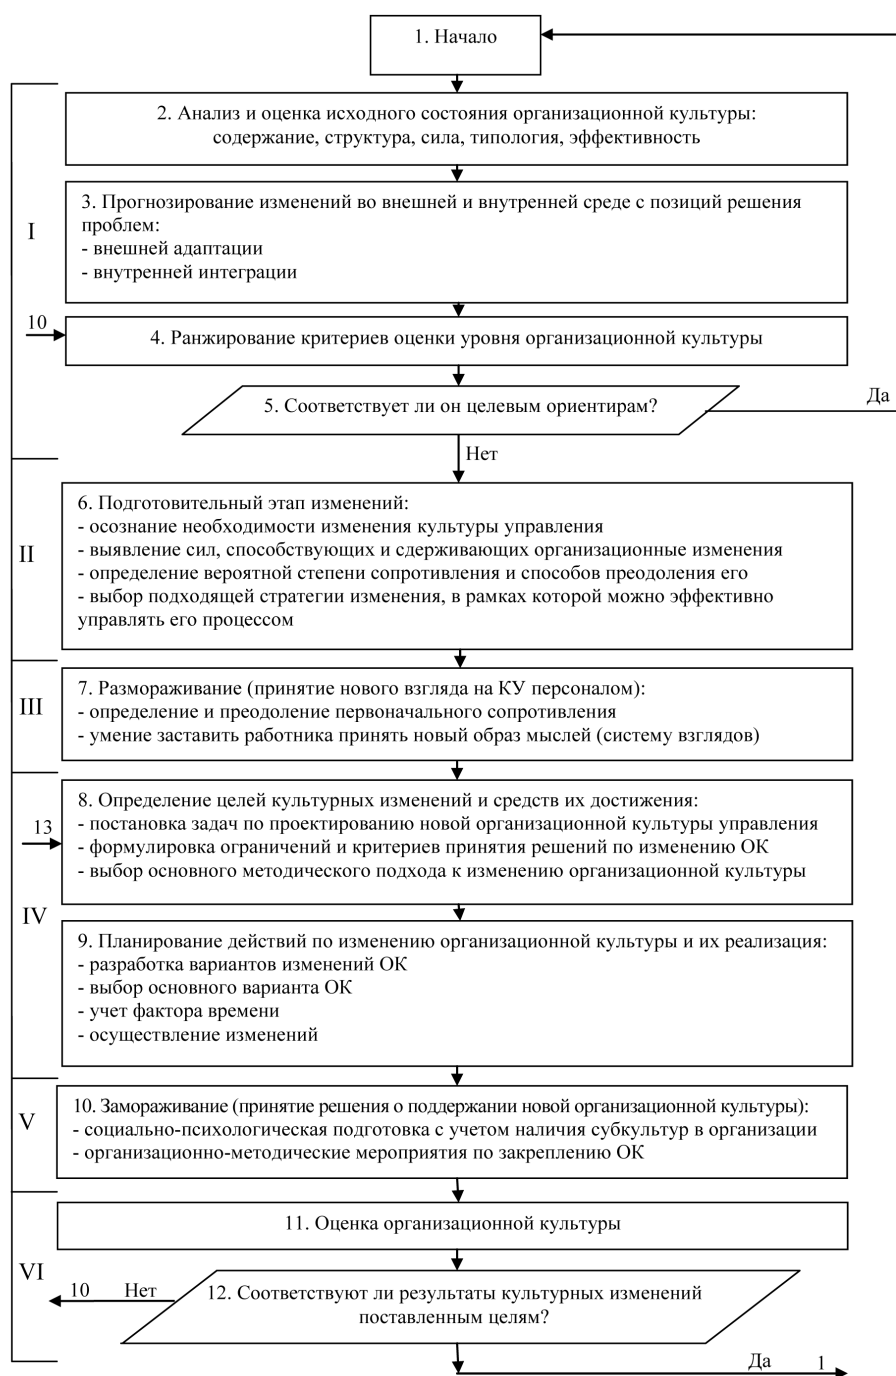 1. Начало
2. Анализ и оценка исходного состояния организационной культуры:
содержание, структура, сила, типология, эффективность
I
3. Прогнозирование изменений во внешней и внутренней среде с позиций решения
проблем:
- внешней адаптации
- внутренней интеграции
10
4. Ранжирование критериев оценки уровня организационной культуры
5. Соответствует ли он целевым ориентирам?
Да
Нет
II
6. Подготовительный этап изменений:
- осознание необходимости изменения культуры управления
- выявление сил, способствующих и сдерживающих организационные изменения
- определение вероятной степени сопротивления и способов преодоления его
- выбор подходящей стратегии изменения, в рамках которой можно эффективно
управлять его процессом
III
7. Размораживание (принятие нового взгляда на КУ персоналом):
- определение и преодоление первоначального сопротивления
- умение заставить работника принять новый образ мыслей (систему взглядов)
13
8. Определение целей культурных изменений и средств их достижения:
- постановка задач по проектированию новой организационной культуры управления
- формулировка ограничений и критериев принятия решений по изменению ОК
- выбор основного методического подхода к изменению организационной культуры
IV
9. Планирование действий по изменению организационной культуры и их реализация:
- разработка вариантов изменений ОК
- выбор основного варианта ОК
- учет фактора времени
- осуществление изменений
V
10. Замораживание (принятие решения о поддержании новой организационной культуры):
- социально-психологическая подготовка с учетом наличия субкультур в организации
- организационно-методические мероприятия по закреплению ОК
11. Оценка организационной культуры
VI
10 Нет
12. Соответствуют ли результаты культурных изменений
поставленным целям?
Да 1